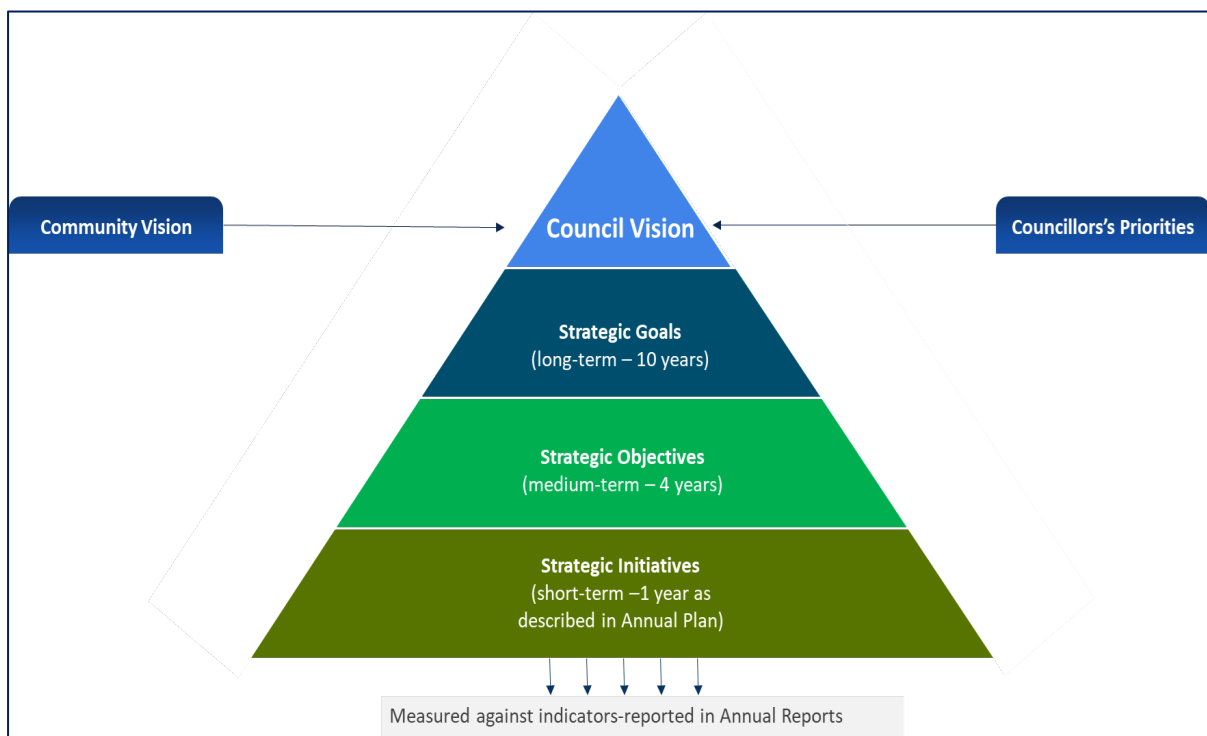 Community Vision
Council Vision
Councillors's Priorities
Strategic Goals
(long-term – 10 years)
Strategic Objectives
(medium-term – 4 years)
Strategic Initiatives
(short-term –1 year as
described in Annual Plan)
Measured against indicators-reported in Annual Reports